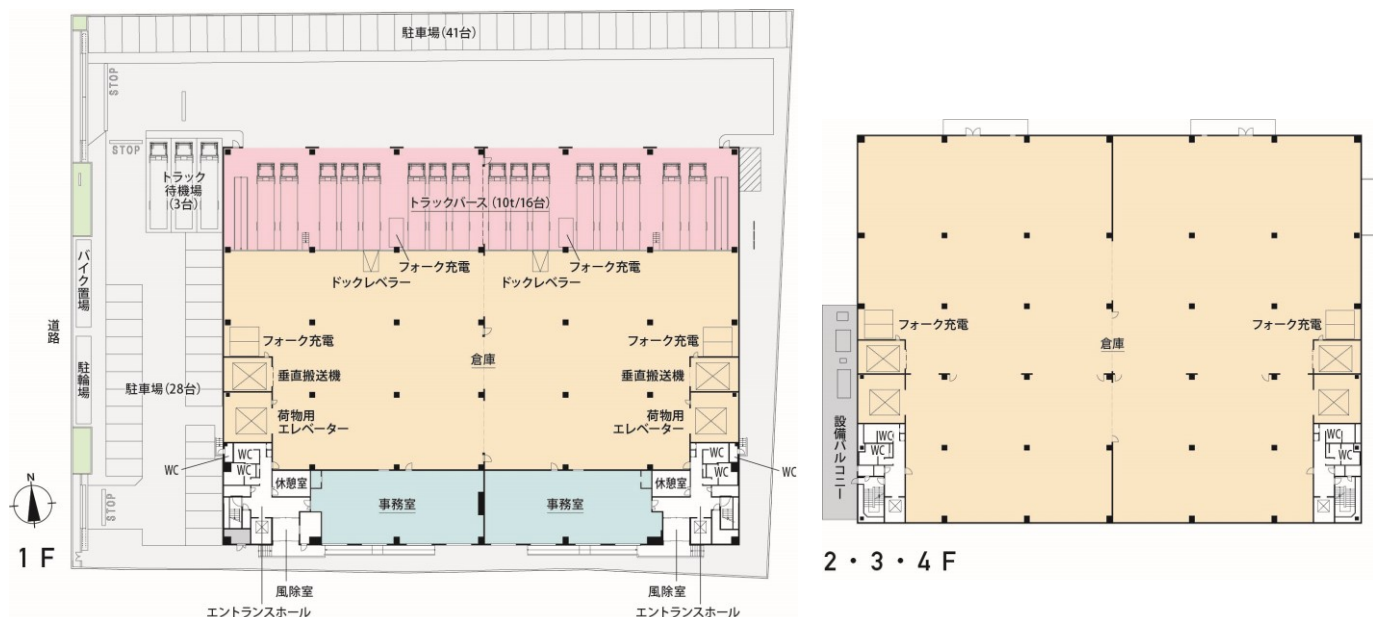 駐車場(41台)
STOP
STOP
トラック
待機場
(3台)
トラックバース (10t/16台)
フォーク充電
フォーク充電
ドックレベラー
ドックレベラー
バイク置場
道路
駐輪場
フォーク充電
フォーク充電
倉庫
垂直搬送機
垂直搬送機
駐車場(28台)
荷物用
エレベーター
荷物用
エレベーター
WC
WC
WC
WC
WC
WC
休憩室
休憩室
事務室
事務室
STOP
N
1 F
風除室
風除室
エントランスホール
エントランスホール
フォーク充電
フォーク充電
倉庫
設備バルコニー
WC
WC
WC
WC
2・3・4 F